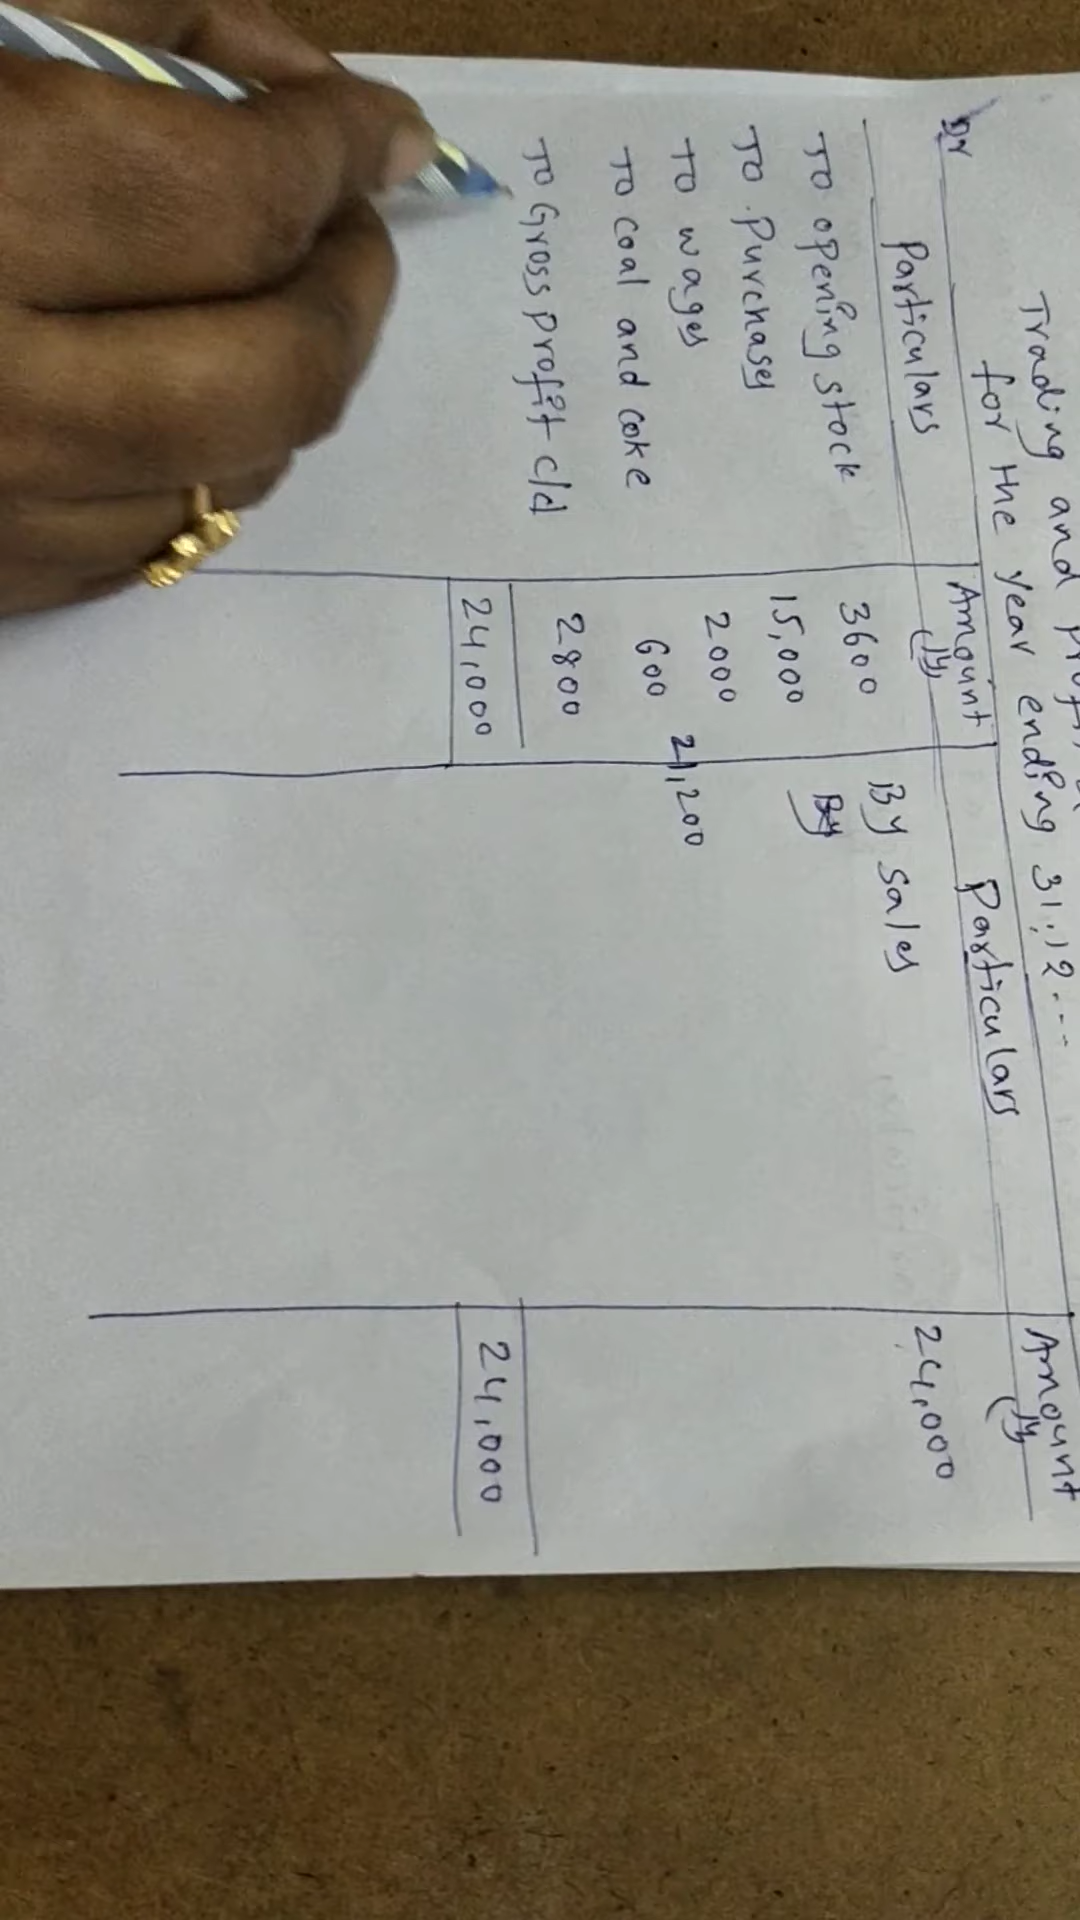 Trading and
for the year ending 31.12...
Dr
Particulars Amount Particulars Amount
To opening stock 3600 By sales 24,000
To Purchases 15,000 By
To wages 2000
To coal and coke 600 21,200
To Gross profit c/d 2800
24,000 24,000